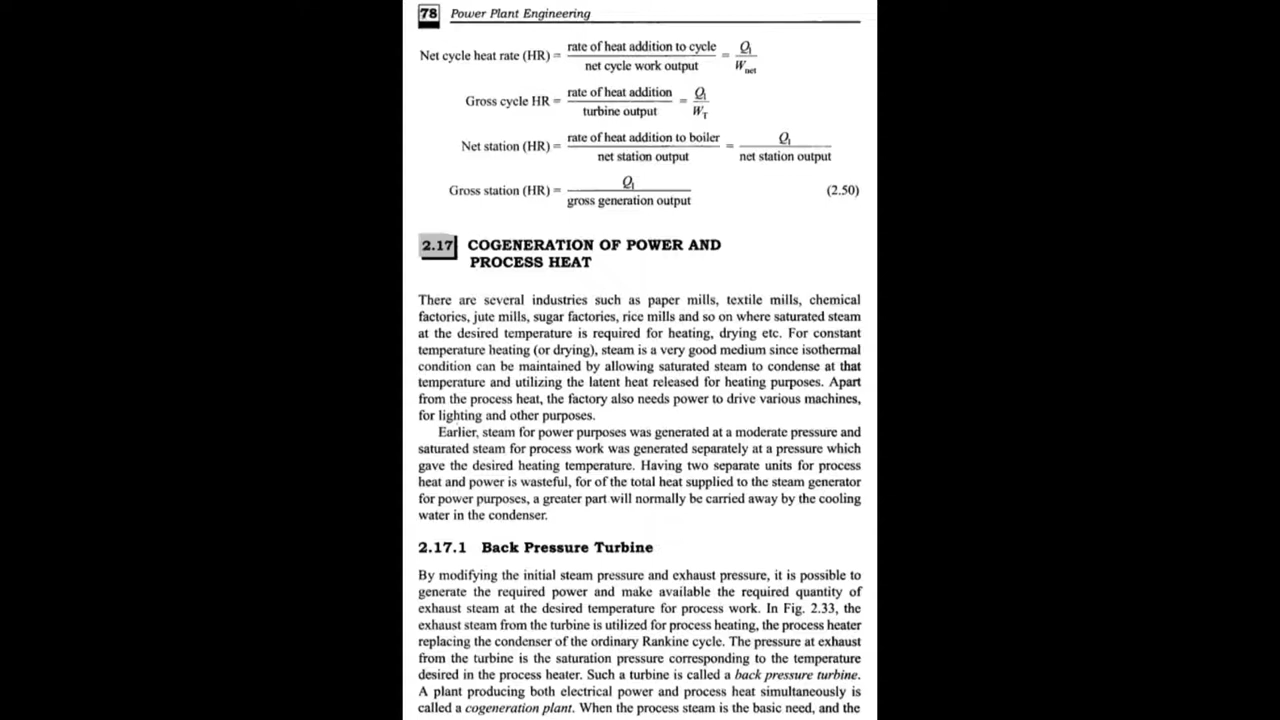 78 Power Plant Engineering
Net cycle heat rate (HR) = rate of heat addition to cycle / net cycle work output = Q1 / Wnet
Gross cycle HR = rate of heat addition / turbine output = Q1 / WT
Net station (HR) = rate of heat addition to boiler / net station output = Q1 / net station output
Gross station (HR) = Q1 / gross generation output (2.50)
2.17 COGENERATION OF POWER AND
PROCESS HEAT
There are several industries such as paper mills, textile mills, chemical
factories, jute mills, sugar factories, rice mills and so on where saturated steam
at the desired temperature is required for heating, drying etc. For constant
temperature heating (or drying), steam is a very good medium since isothermal
condition can be maintained by allowing saturated steam to condense at that
temperature and utilizing the latent heat released for heating purposes. Apart
from the process heat, the factory also needs power to drive various machines,
for lighting and other purposes.
Earlier, steam for power purposes was generated at a moderate pressure and
saturated steam for process work was generated separately at a pressure which
gave the desired heating temperature. Having two separate units for process
heat and power is wasteful, for of the total heat supplied to the steam generator
for power purposes, a greater part will normally be carried away by the cooling
water in the condenser.
2.17.1 Back Pressure Turbine
By modifying the initial steam pressure and exhaust pressure, it is possible to
generate the required power and make available the required quantity of
exhaust steam at the desired temperature for process work. In Fig. 2.33, the
exhaust steam from the turbine is utilized for process heating, the process heater
replacing the condenser of the ordinary Rankine cycle. The pressure at exhaust
from the turbine is the saturation pressure corresponding to the temperature
desired in the process heater. Such a turbine is called a back pressure turbine.
A plant producing both electrical power and process heat simultaneously is
called a cogeneration plant. When the process steam is the basic need, and the